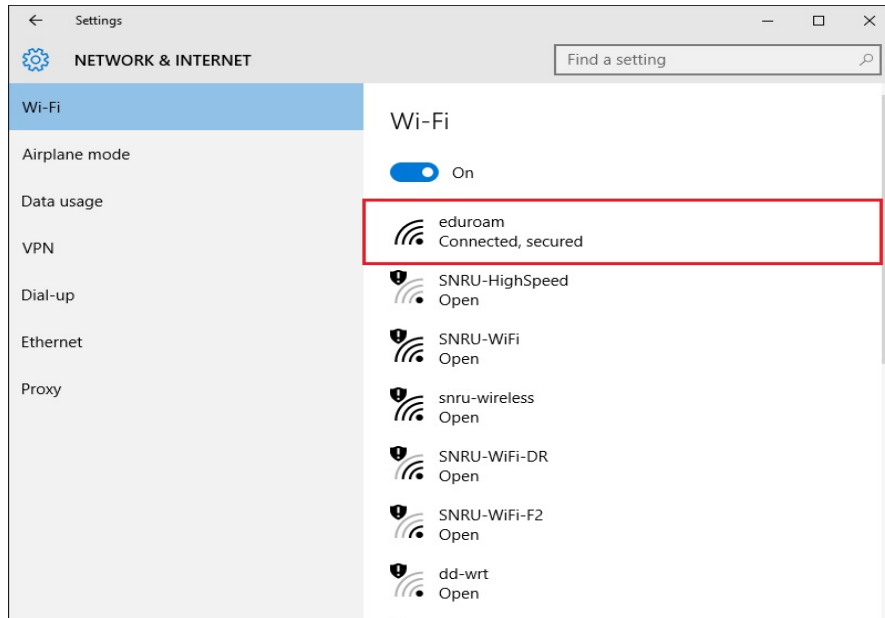 Settings
NETWORK & INTERNET
Find a setting
Wi-Fi
Airplane mode
Data usage
VPN
Dial-up
Ethernet
Proxy
Wi-Fi
On
eduroam
Connected, secured
SNRU-HighSpeed
Open
SNRU-WiFi
Open
snru-wireless
Open
SNRU-WiFi-DR
Open
SNRU-WiFi-F2
Open
dd-wrt
Open